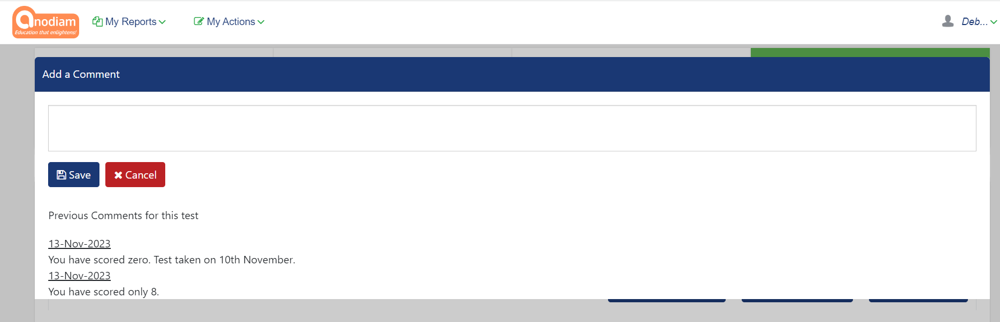 anodiam
Education that enlightens!
My Reports
My Actions
Deb...
Add a Comment
Save
Cancel
Previous Comments for this test
13-Nov-2023
You have scored zero. Test taken on 10th November.
13-Nov-2023
You have scored only 8.